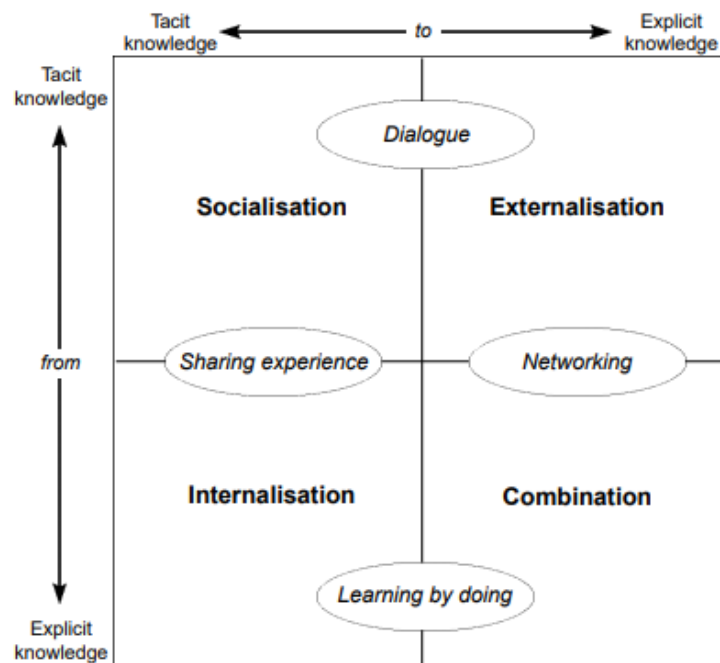 Tacit
knowledge
to
Explicit
knowledge
Tacit
knowledge
Dialogue
Socialisation
Externalisation
from
Sharing experience
Networking
Internalisation
Combination
Learning by doing
Explicit
knowledge